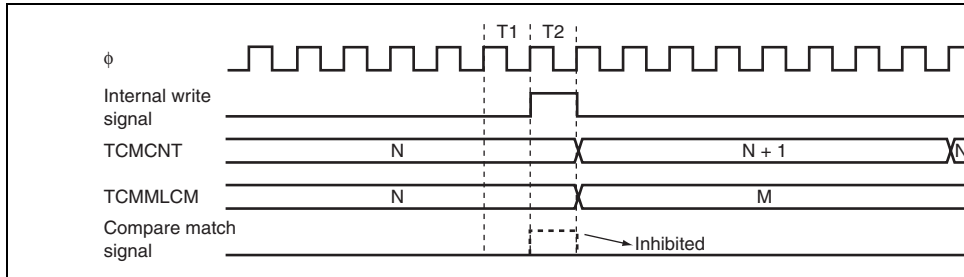 T1 T2
φ
Internal write
signal
TCMCNT N N + 1 N
TCMMLCM N M
Compare match
signal
Inhibited